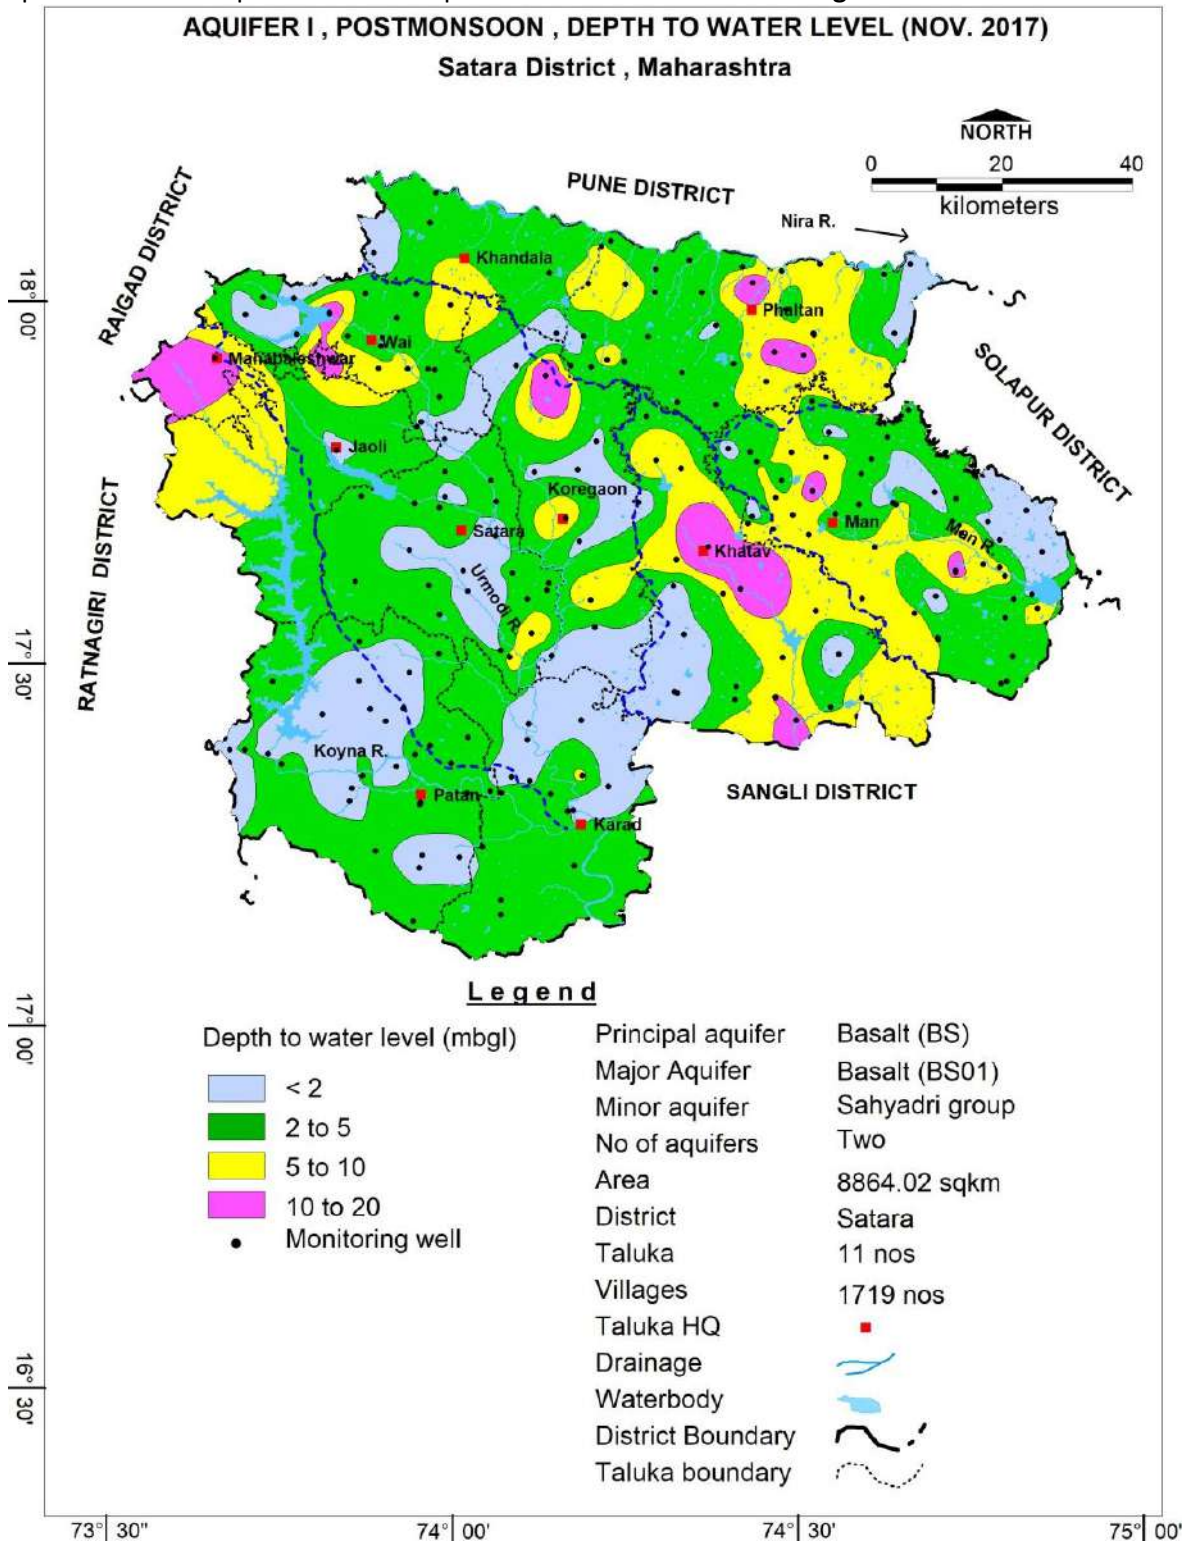 AQUIFER I , POSTMONSOON , DEPTH TO WATER LEVEL (NOV. 2017)
Satara District , Maharashtra
NORTH
0 20 40
kilometers
PUNE DISTRICT
Nira R.
RAIGAD DISTRICT
Khandala
18° 00'
Phaltan
Wai
Mahabaleshwar
SOLAPUR DISTRICT
Jaoli
Koregaon
Satara
Man
Man R.
Khatav
RATNAGIRI DISTRICT
Urmodi R.
17° 30'
Koyna R.
SANGLI DISTRICT
Patan
Karad
Legend
17° 00'
Depth to water level (mbgl)
< 2
2 to 5
5 to 10
10 to 20
Monitoring well
Principal aquifer Basalt (BS)
Major Aquifer Basalt (BS01)
Minor aquifer Sahyadri group
No of aquifers Two
Area 8864.02 sqkm
District Satara
Taluka 11 nos
Villages 1719 nos
Taluka HQ
Drainage
Waterbody
District Boundary
Taluka boundary
16° 30'
73° 30" 74° 00' 74° 30' 75° 00'